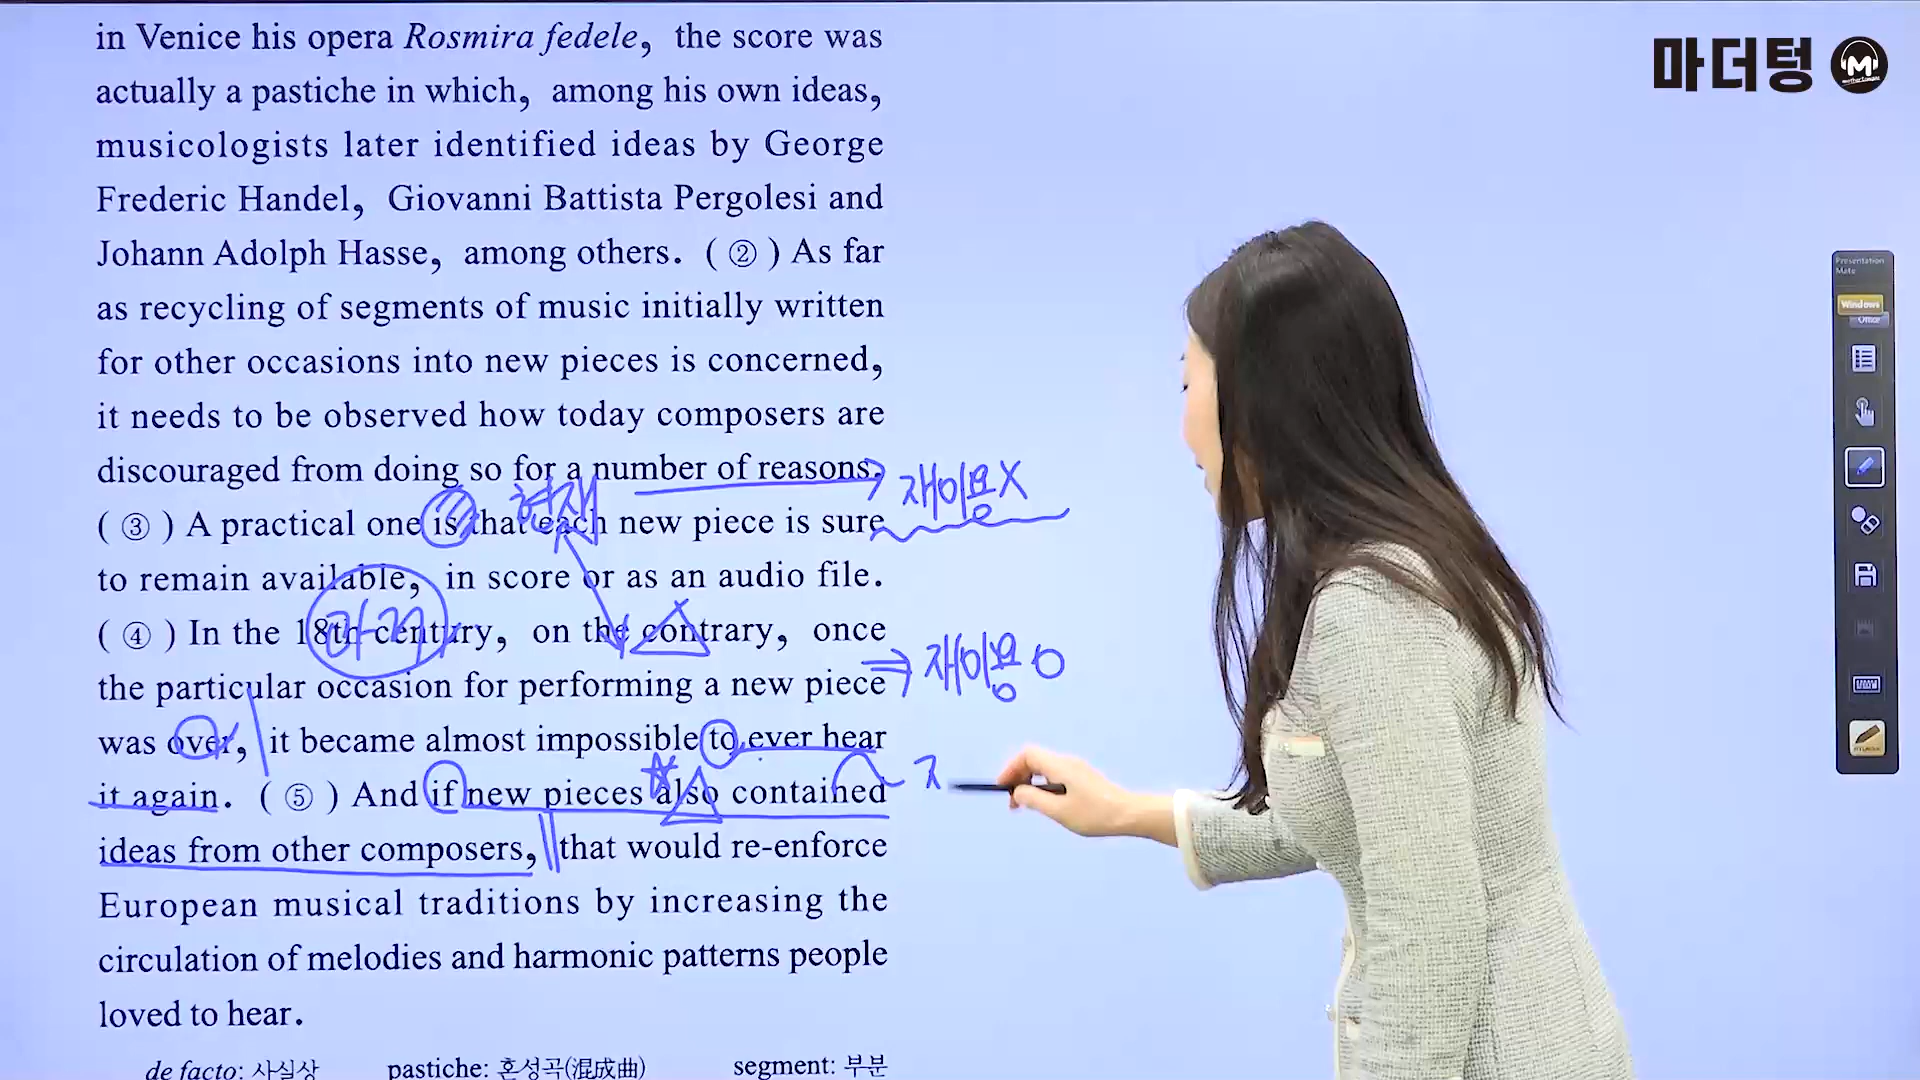 in Venice his opera Rosmira fedele, the score was
actually a pastiche in which, among his own ideas,
musicologists later identified ideas by George
Frederic Handel, Giovanni Battista Pergolesi and
Johann Adolph Hasse, among others. ( ② ) As far
as recycling of segments of music initially written
for other occasions into new pieces is concerned,
it needs to be observed how today composers are
discouraged from doing so for a number of reasons.
( ③ ) A practical one is that each new piece is sure
to remain available, in score or as an audio file.
( ④ ) In the 18th century, on the contrary, once
the particular occasion for performing a new piece
was over, it became almost impossible to ever hear
it again. ( ⑤ ) And if new pieces also contained
ideas from other composers, that would re-enforce
European musical traditions by increasing the
circulation of melodies and harmonic patterns people
loved to hear.
de facto: 사실상 pastiche: 혼성곡(混成曲) segment: 부분
현재
재이용 X
과거
재이용 O
마더텅
M
Presentation
Mate
Windows
Office